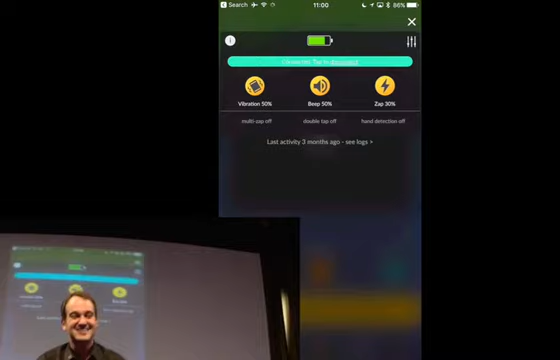 Search
11:00
86%
i
Connected. Tap to disconnect
Vibration 50% Beep 50% Zap 30%
multi-zap off double tap off hand detection off
Last activity 3 months ago - see logs >